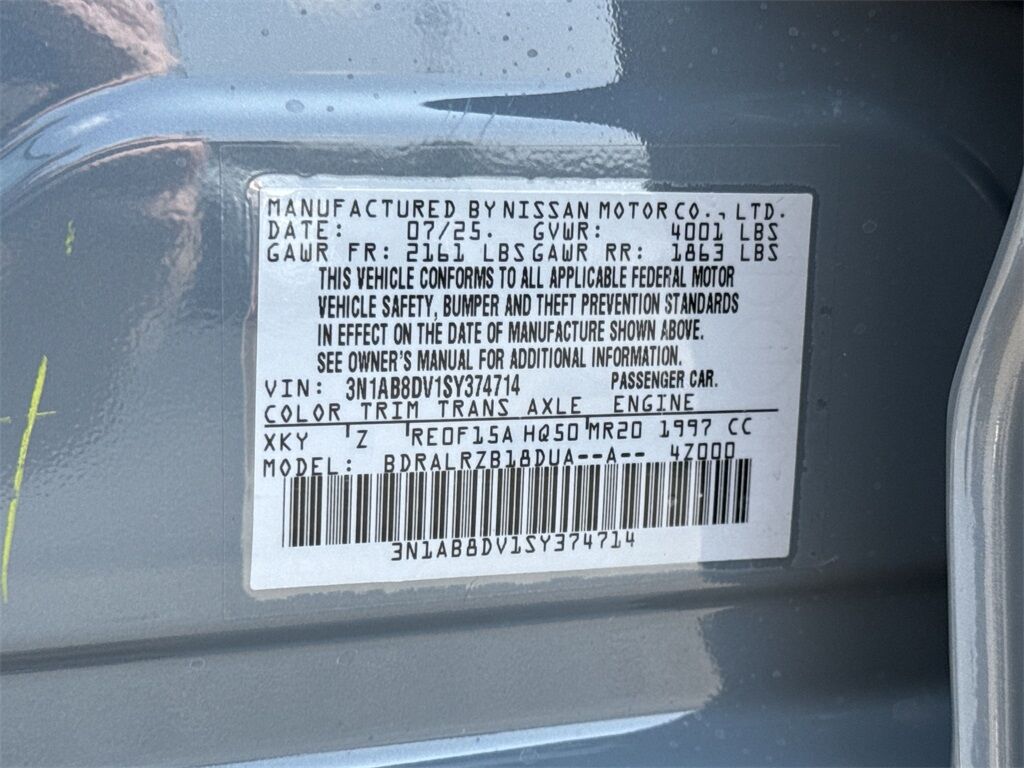 MANUFACTURED BY NISSAN MOTOR CO., LTD.
DATE: 07/25. GVWR: 4001 LBS
GAWR FR: 2161 LBS GAWR RR: 1863 LBS
THIS VEHICLE CONFORMS TO ALL APPLICABLE FEDERAL MOTOR
VEHICLE SAFETY, BUMPER AND THEFT PREVENTION STANDARDS
IN EFFECT ON THE DATE OF MANUFACTURE SHOWN ABOVE.
SEE OWNER'S MANUAL FOR ADDITIONAL INFORMATION.
VIN: 3N1AB8DV1SY374714 PASSENGER CAR.
COLOR TRIM TRANS AXLE ENGINE
XKY Z RE0F15A HQ50 MR20 1997 CC
MODEL: BDRALRZB18DUA--A-- 4Z000
3N1AB8DV1SY374714